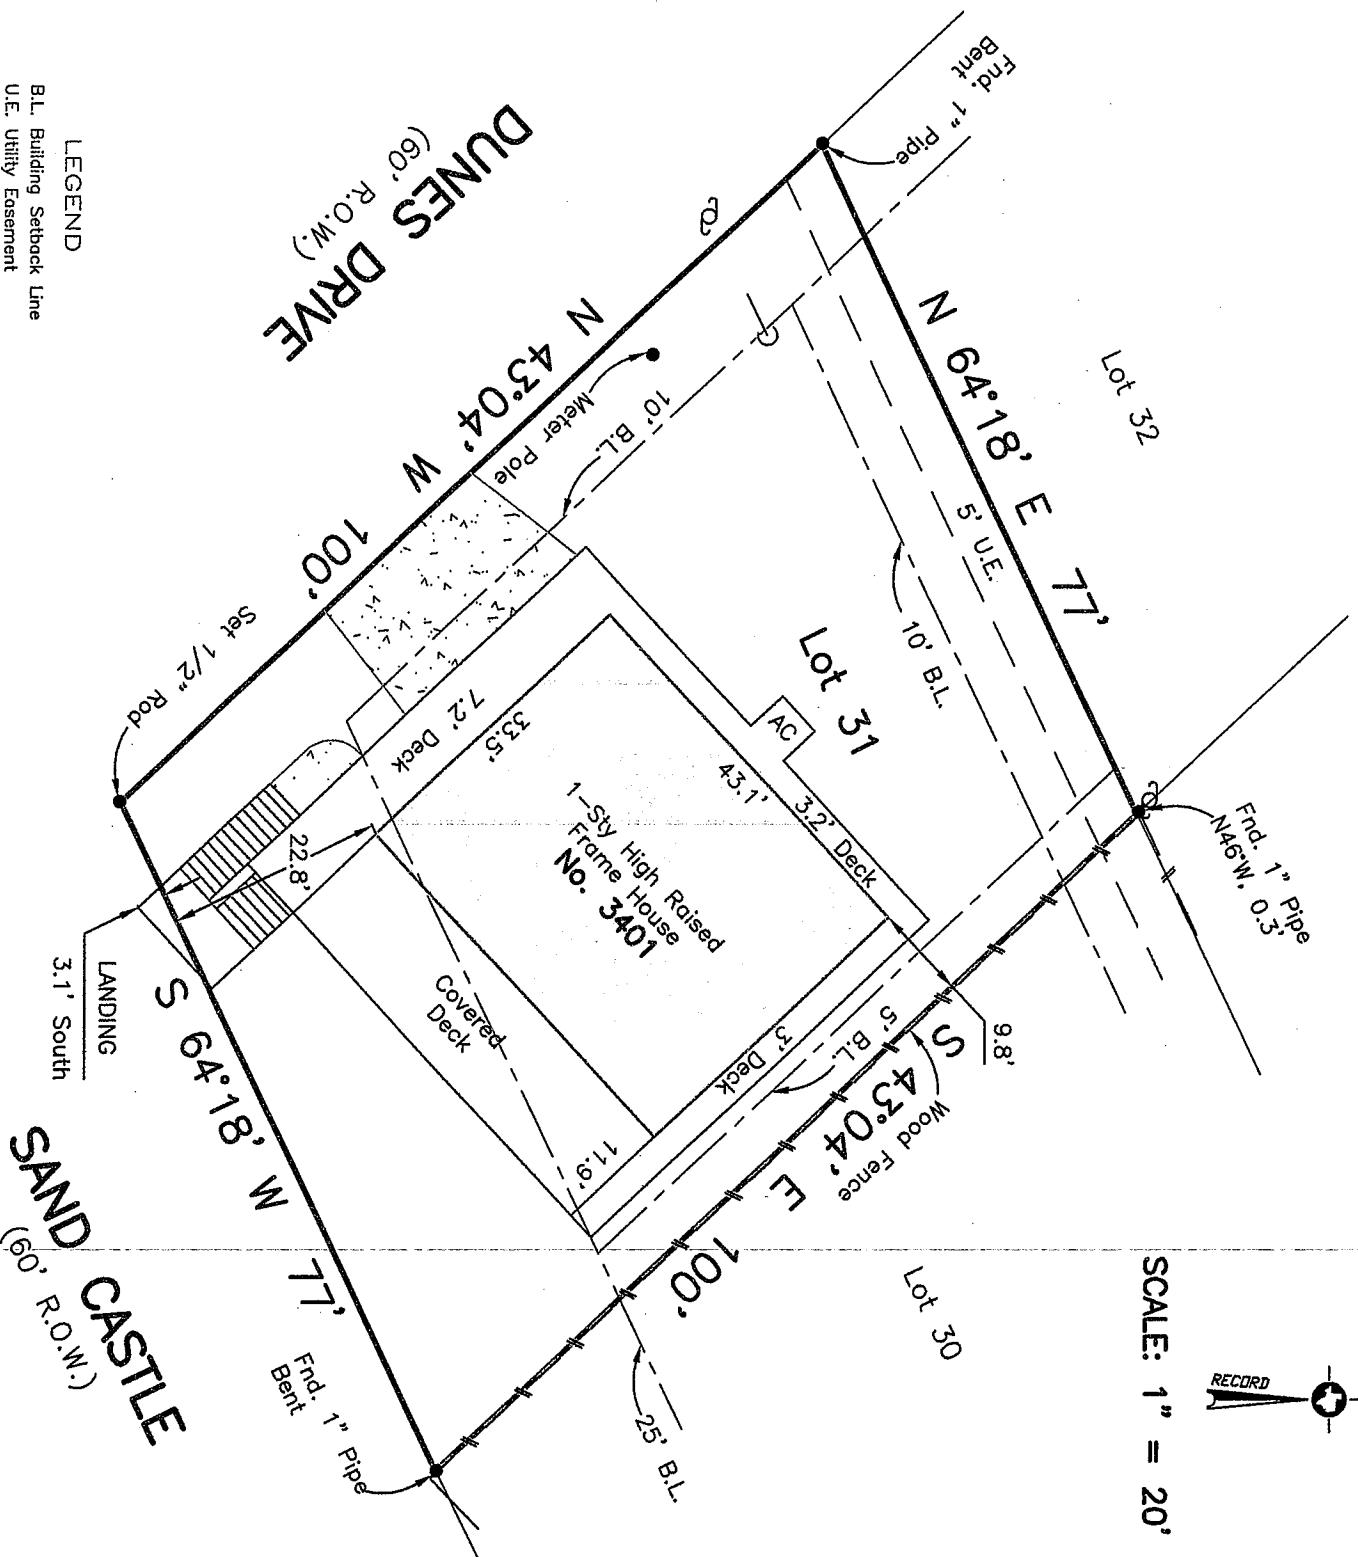 SCALE: 1" = 20'
RECORD
Lot 32
Lot 30
Fnd. 1" Pipe
Bent
Fnd. 1" Pipe
N46°W, 0.3'
N 64°18' E 77'
5' U.E.
10' B.L.
Lot 31
DUNES DRIVE
(60' R.O.W.)
N 43°04' W 100'
Meter Pole
10' B.L.
AC
43.1'
3.2' Deck
33.5'
7.2' Deck
1-Sty High Raised
Frame House
No. 3401
9.8'
3' Deck
5' B.L.
Wood Fence
S 43°04' E 100'
11.9'
Covered
Deck
22.8'
Set 1/2" Rod
LANDING
3.1' South
S 64°18' W 77'
25' B.L.
Fnd. 1" Pipe
Bent
SAND CASTLE
(60' R.O.W.)
LEGEND
B.L. Building Setback Line
U.E. Utility Easement